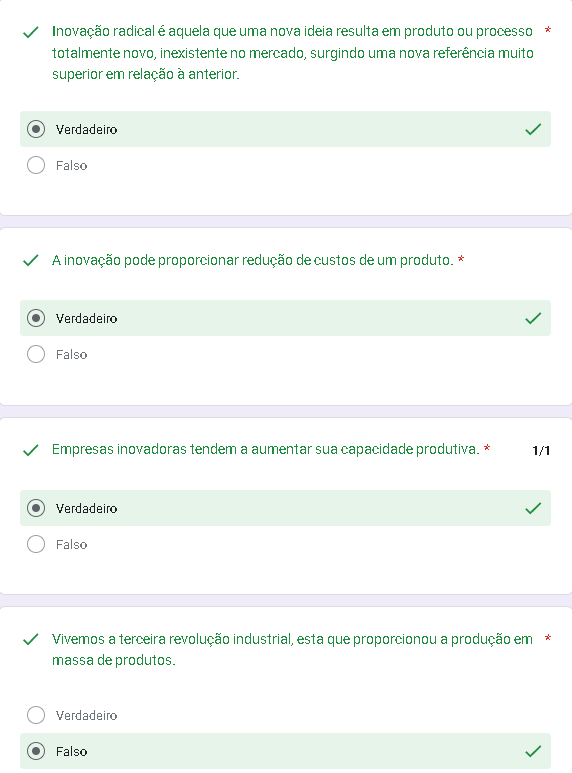 Inovação radical é aquela que uma nova ideia resulta em produto ou processo *
totalmente novo, inexistente no mercado, surgindo uma nova referência muito
superior em relação à anterior.
Verdadeiro
Falso
A inovação pode proporcionar redução de custos de um produto. *
Verdadeiro
Falso
Empresas inovadoras tendem a aumentar sua capacidade produtiva. * 1/1
Verdadeiro
Falso
Vivemos a terceira revolução industrial, esta que proporcionou a produção em *
massa de produtos.
Verdadeiro
Falso